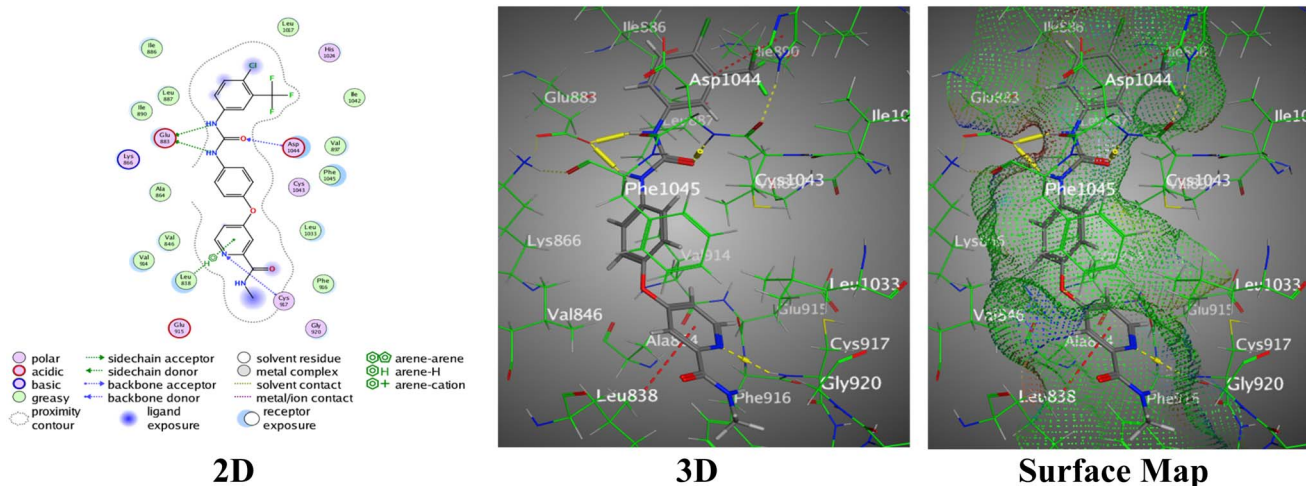 Leu
1017
His
1026
Ile
886
Cl
F
F
F
Leu
887
Ile
1042
Ile
890
HN
Glu
883
O
Asp
1044
Val
897
Lys
866
HN
Phe
1045
Cys
1043
Ala
864
O
Leu
1033
Val
846
Val
914
H
N
Leu
838
O
HN
Phe
916
Cys
917
Glu
915
Gly
920
polar
acidic
basic
greasy
proximity
contour
sidechain acceptor
sidechain donor
backbone acceptor
backbone donor
ligand
exposure
solvent residue
metal complex
solvent contact
metal/ion contact
receptor
exposure
arene-arene
H arene-H
+ arene-cation
2D
Ile886
Asp1044
Glu883
Ile10
Cys1043
Phe1045
Lys866
Val914
Leu1033
Glu915
Val846
Cys917
Leu838
Gly920
Phe916
3D
Ile886
Asp1044
Glu883
Ile10
Cys1043
Phe1045
Leu1033
Glu915
Cys917
Leu838
Gly920
Surface Map